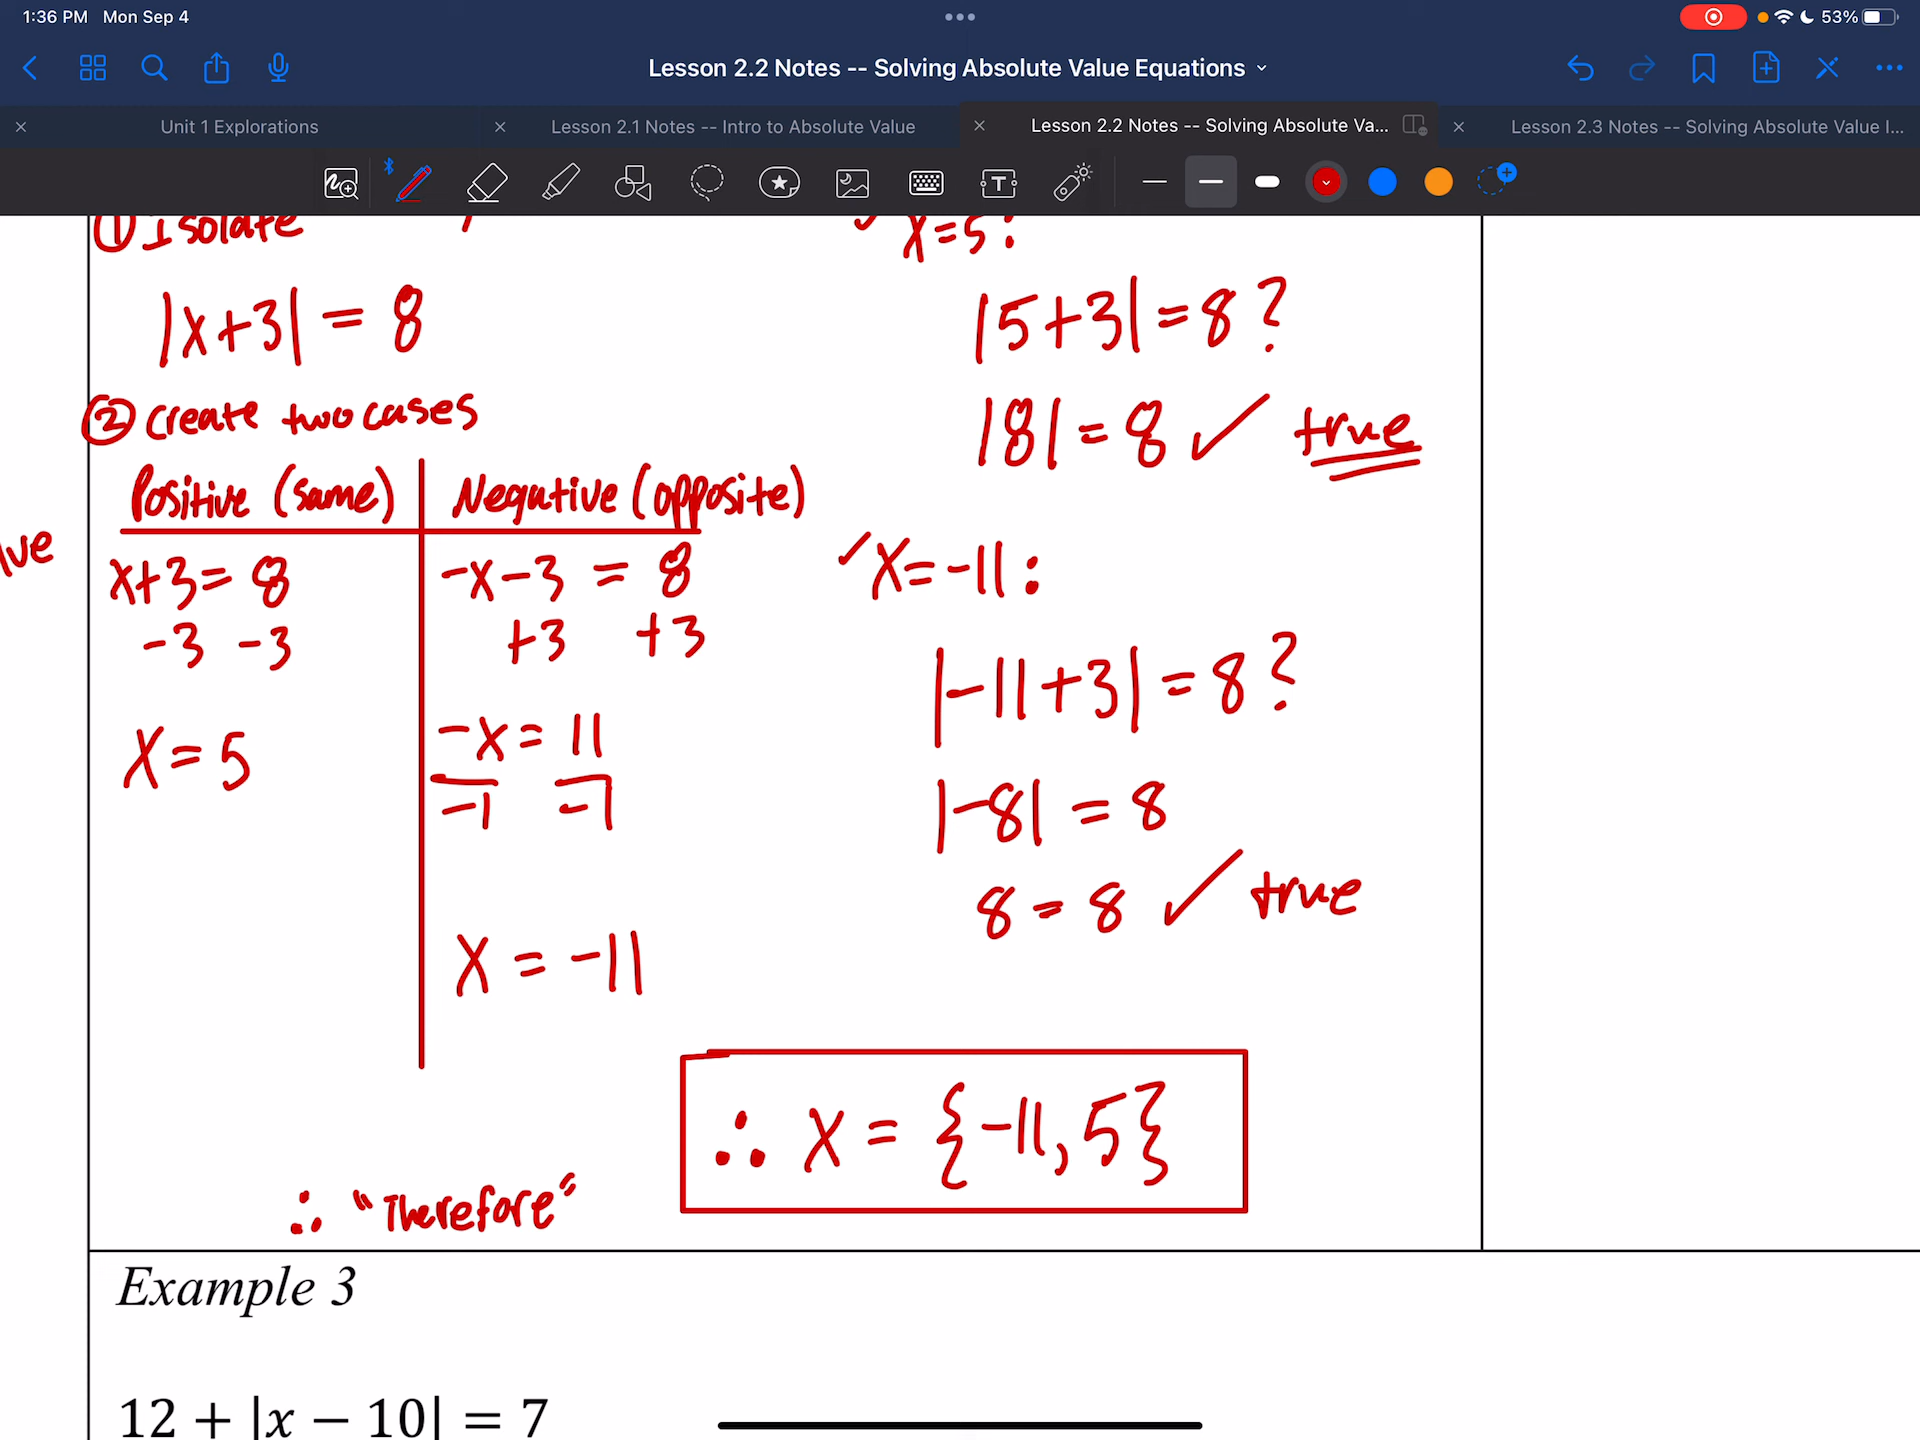 1:36 PM Mon Sep 4
53%
Lesson 2.2 Notes -- Solving Absolute Value Equations
Unit 1 Explorations
Lesson 2.1 Notes -- Intro to Absolute Value
Lesson 2.2 Notes -- Solving Absolute Va...
Lesson 2.3 Notes -- Solving Absolute Value I...
① Isolate
|x+3| = 8
② Create two cases
Positive (same) Negative (opposite)
x+3 = 8 -x-3 = 8
-3 -3 +3 +3
x = 5 -x = 11
-1 -1
x = -11
✓ x=5:
|5+3| = 8?
|8| = 8 ✓ true
✓ x = -11:
|-11+3| = 8?
|-8| = 8
8 = 8 ✓ true
∴ x = {-11, 5}
∴ "Therefore"
Example 3
12 + |x − 10| = 7